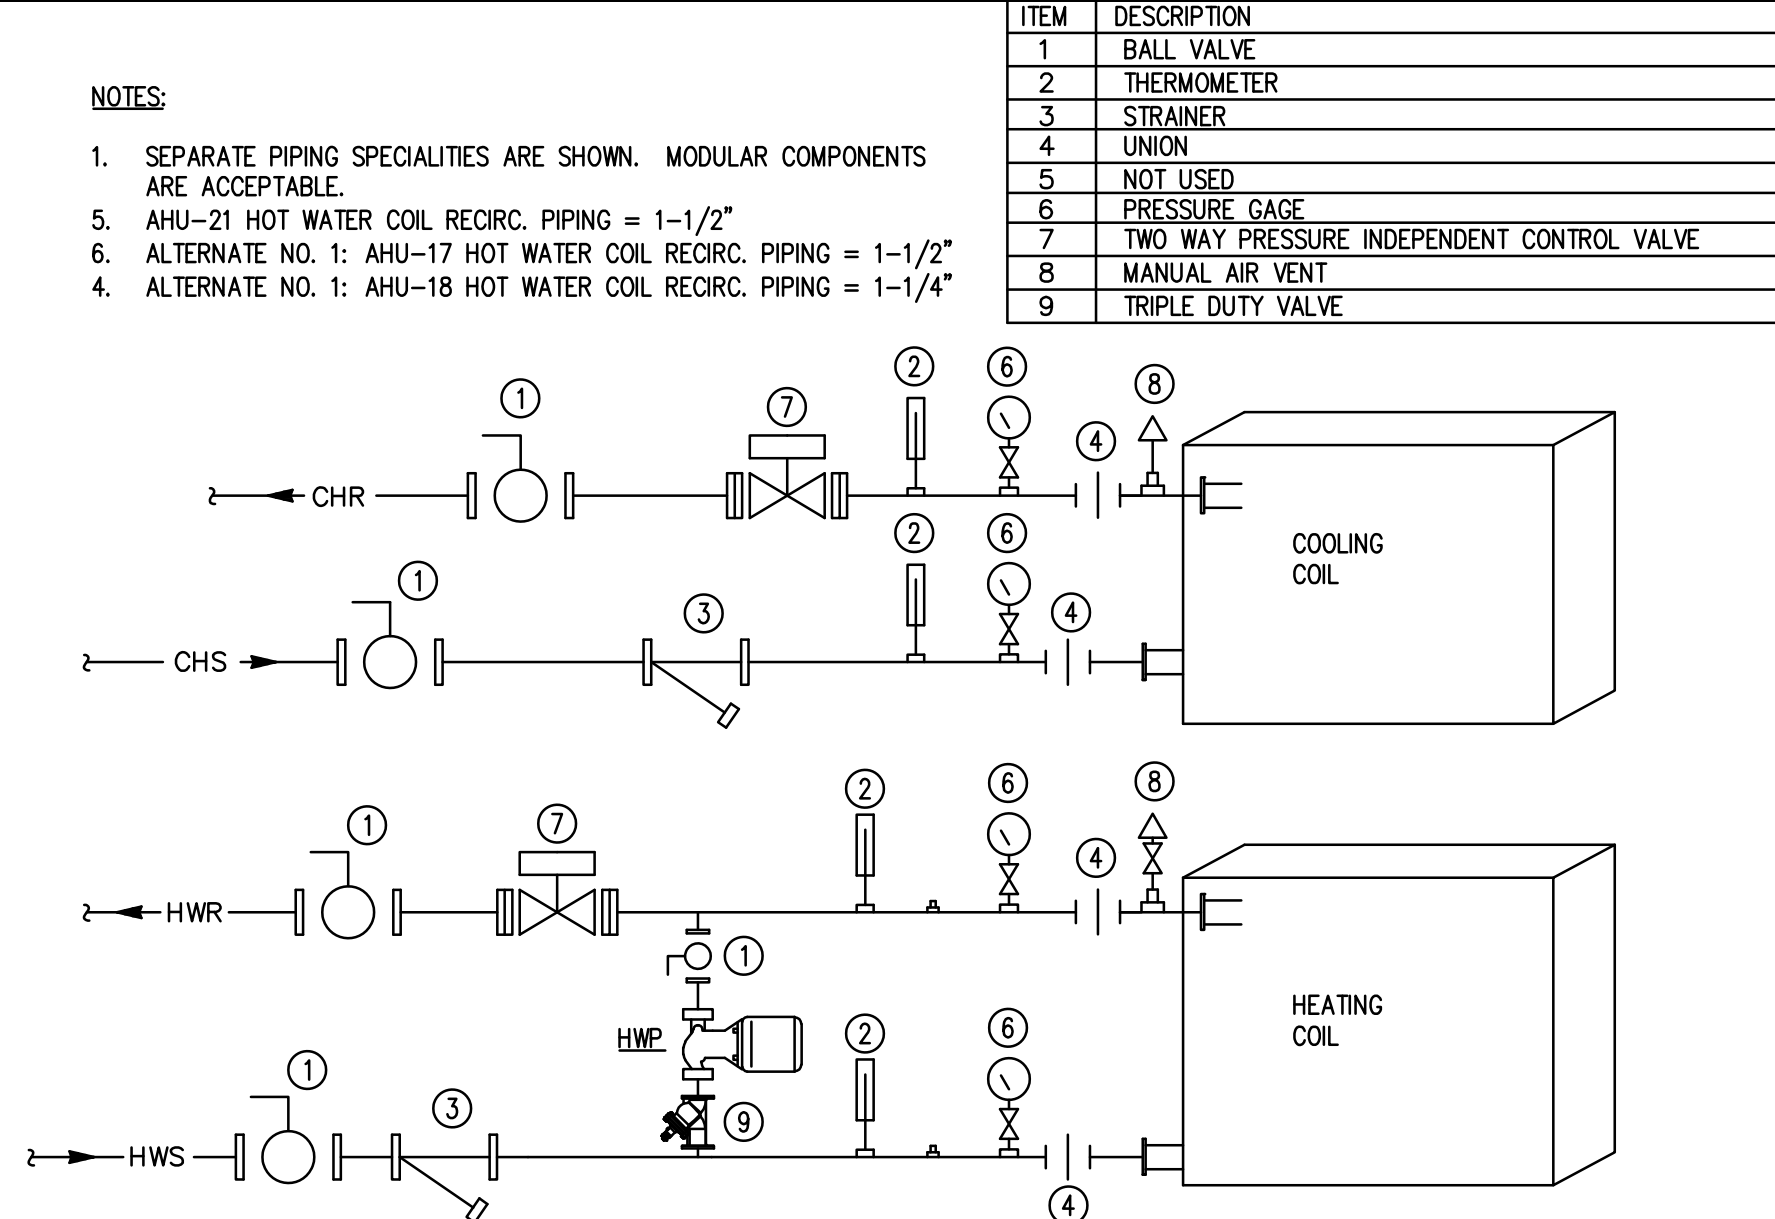 ITEM DESCRIPTION
1 BALL VALVE
2 THERMOMETER
3 STRAINER
4 UNION
5 NOT USED
6 PRESSURE GAGE
7 TWO WAY PRESSURE INDEPENDENT CONTROL VALVE
8 MANUAL AIR VENT
9 TRIPLE DUTY VALVE
NOTES:
1. SEPARATE PIPING SPECIALITIES ARE SHOWN. MODULAR COMPONENTS
ARE ACCEPTABLE.
5. AHU-21 HOT WATER COIL RECIRC. PIPING = 1-1/2"
6. ALTERNATE NO. 1: AHU-17 HOT WATER COIL RECIRC. PIPING = 1-1/2"
4. ALTERNATE NO. 1: AHU-18 HOT WATER COIL RECIRC. PIPING = 1-1/4"
1
7
2
6
4
8
CHR
COOLING
COIL
1
3
2
6
4
CHS
1
7
2
6
4
8
HWR
1
HWP
9
HEATING
COIL
1
3
2
6
4
HWS